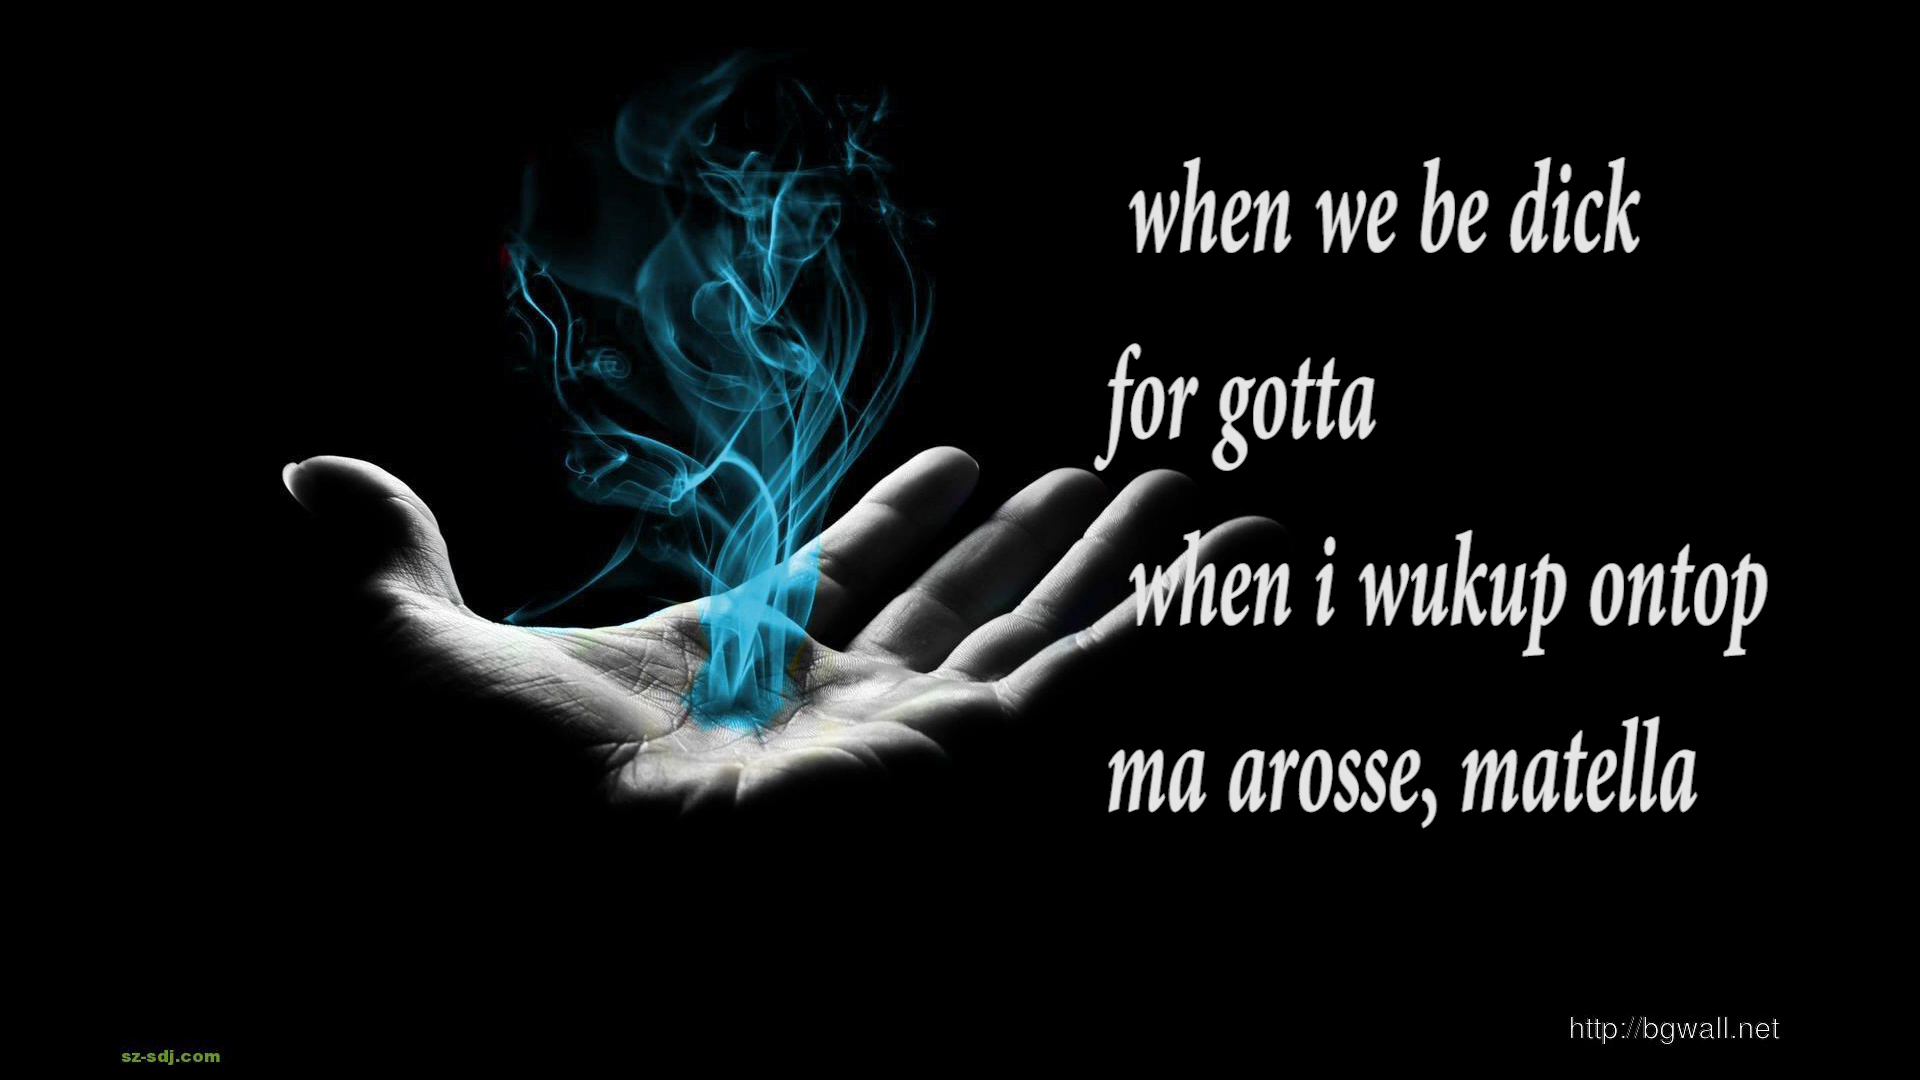 when we be dick
for gotta
when i wukup ontop
ma arosse, matella
http://bgwall.net
sz-sdj.com